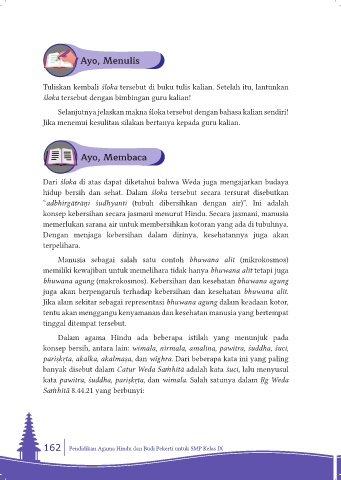 Ayo, Menulis
Tuliskan kembali śloka tersebut di buku tulis kalian. Setelah itu, lantunkan
śloka tersebut dengan bimbingan guru kalian!
Selanjutnya jelaskan makna śloka tersebut dengan bahasa kalian sendiri!
Jika menemui kesulitan silakan bertanya kepada guru kalian.
Ayo, Membaca
Dari śloka di atas dapat diketahui bahwa Weda juga mengajarkan budaya
hidup bersih dan sehat. Dalam śloka tersebut secara tersurat disebutkan
“adbhirgātrāṇi śudhyanti (tubuh dibersihkan dengan air)”. Ini adalah
konsep kebersihan secara jasmani menurut Hindu. Secara jasmani, manusia
memerlukan sarana air untuk membersihkan kotoran yang ada di tubuhnya.
Dengan menjaga kebersihan dalam dirinya, kesehatannya juga akan
terpelihara.
Manusia sebagai salah satu contoh bhuwana alit (mikrokosmos)
memiliki kewajiban untuk memelihara tidak hanya bhuwana alit tetapi juga
bhuwana agung (makrokosmos). Kebersihan dan kesehatan bhuwana agung
juga akan berpengaruh terhadap kebersihan dan kesehatan bhuwana alit.
Jika alam sekitar sebagai representasi bhuwana agung dalam keadaan kotor,
tentu akan mengganggu kenyamanan dan kesehatan manusia yang bertempat
tinggal ditempat tersebut.
Dalam agama Hindu ada beberapa istilah yang menunjuk pada
konsep bersih, antara lain: wimala, nirmala, amalina, pawitra, śuddha, śuci,
pariṣkṛta, akalka, akalmaṣa, dan wīghra. Dari beberapa kata ini yang paling
banyak disebut dalam Catur Weda Saṁhitā adalah kata śuci, lalu menyusul
kata pawitra, śuddha, pariṣkṛta, dan wimala. Salah satunya dalam Ṛg Weda
Saṁhitā 8.44.21 yang berbunyi:
162 Pendidikan Agama Hindu dan Budi Pekerti untuk SMP Kelas IX